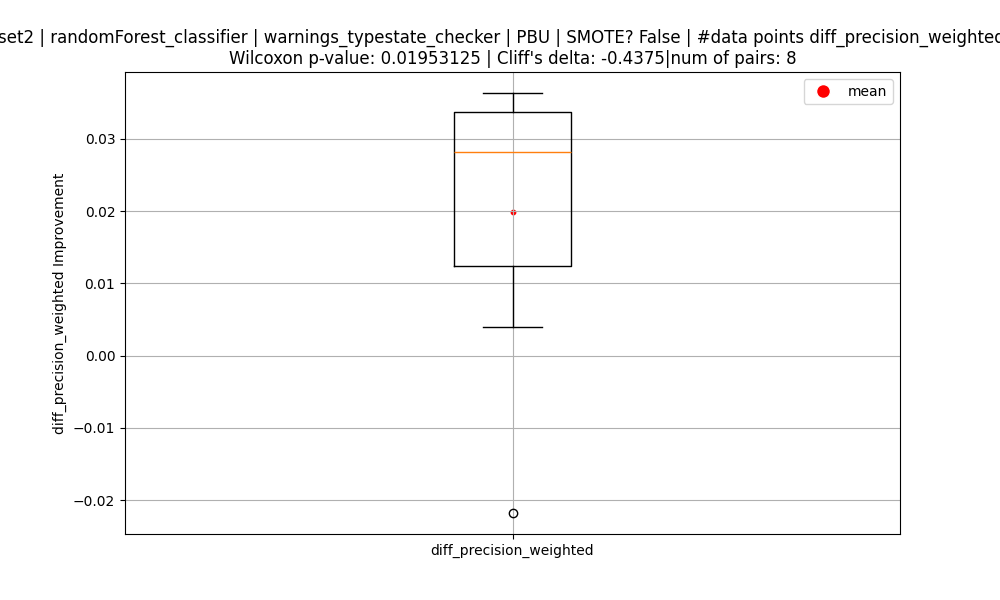 set2 | randomForest_classifier | warnings_typestate_checker | PBU | SMOTE? False | #data points diff_precision_weighted
Wilcoxon p-value: 0.01953125 | Cliff's delta: -0.4375|num of pairs: 8
mean
diff_precision_weighted Improvement
0.03
0.02
0.01
0.00
−0.01
−0.02
diff_precision_weighted